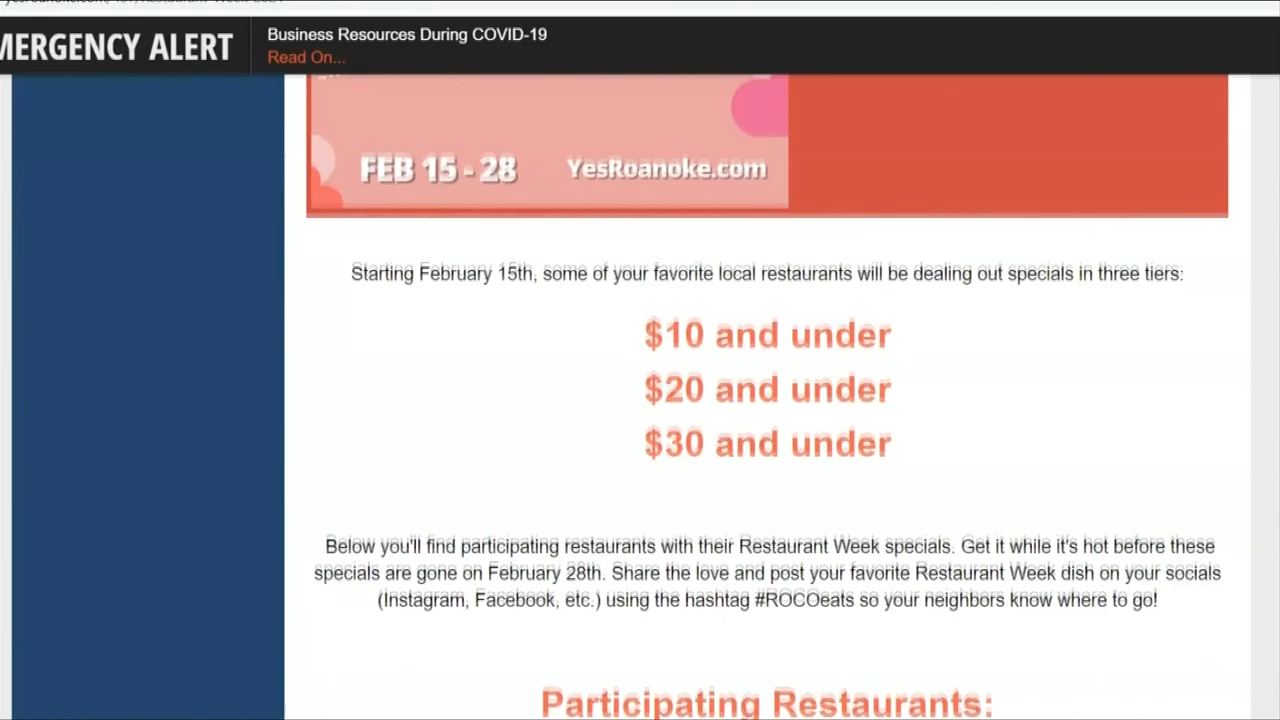 MERGENCY ALERT
Business Resources During COVID-19
Read On...
FEB 15 - 28
YesRoanoke.com
Starting February 15th, some of your favorite local restaurants will be dealing out specials in three tiers:
$10 and under
$20 and under
$30 and under
Below you'll find participating restaurants with their Restaurant Week specials. Get it while it's hot before these
specials are gone on February 28th. Share the love and post your favorite Restaurant Week dish on your socials
(Instagram, Facebook, etc.) using the hashtag #ROCOeats so your neighbors know where to go!
Participating Restaurants: